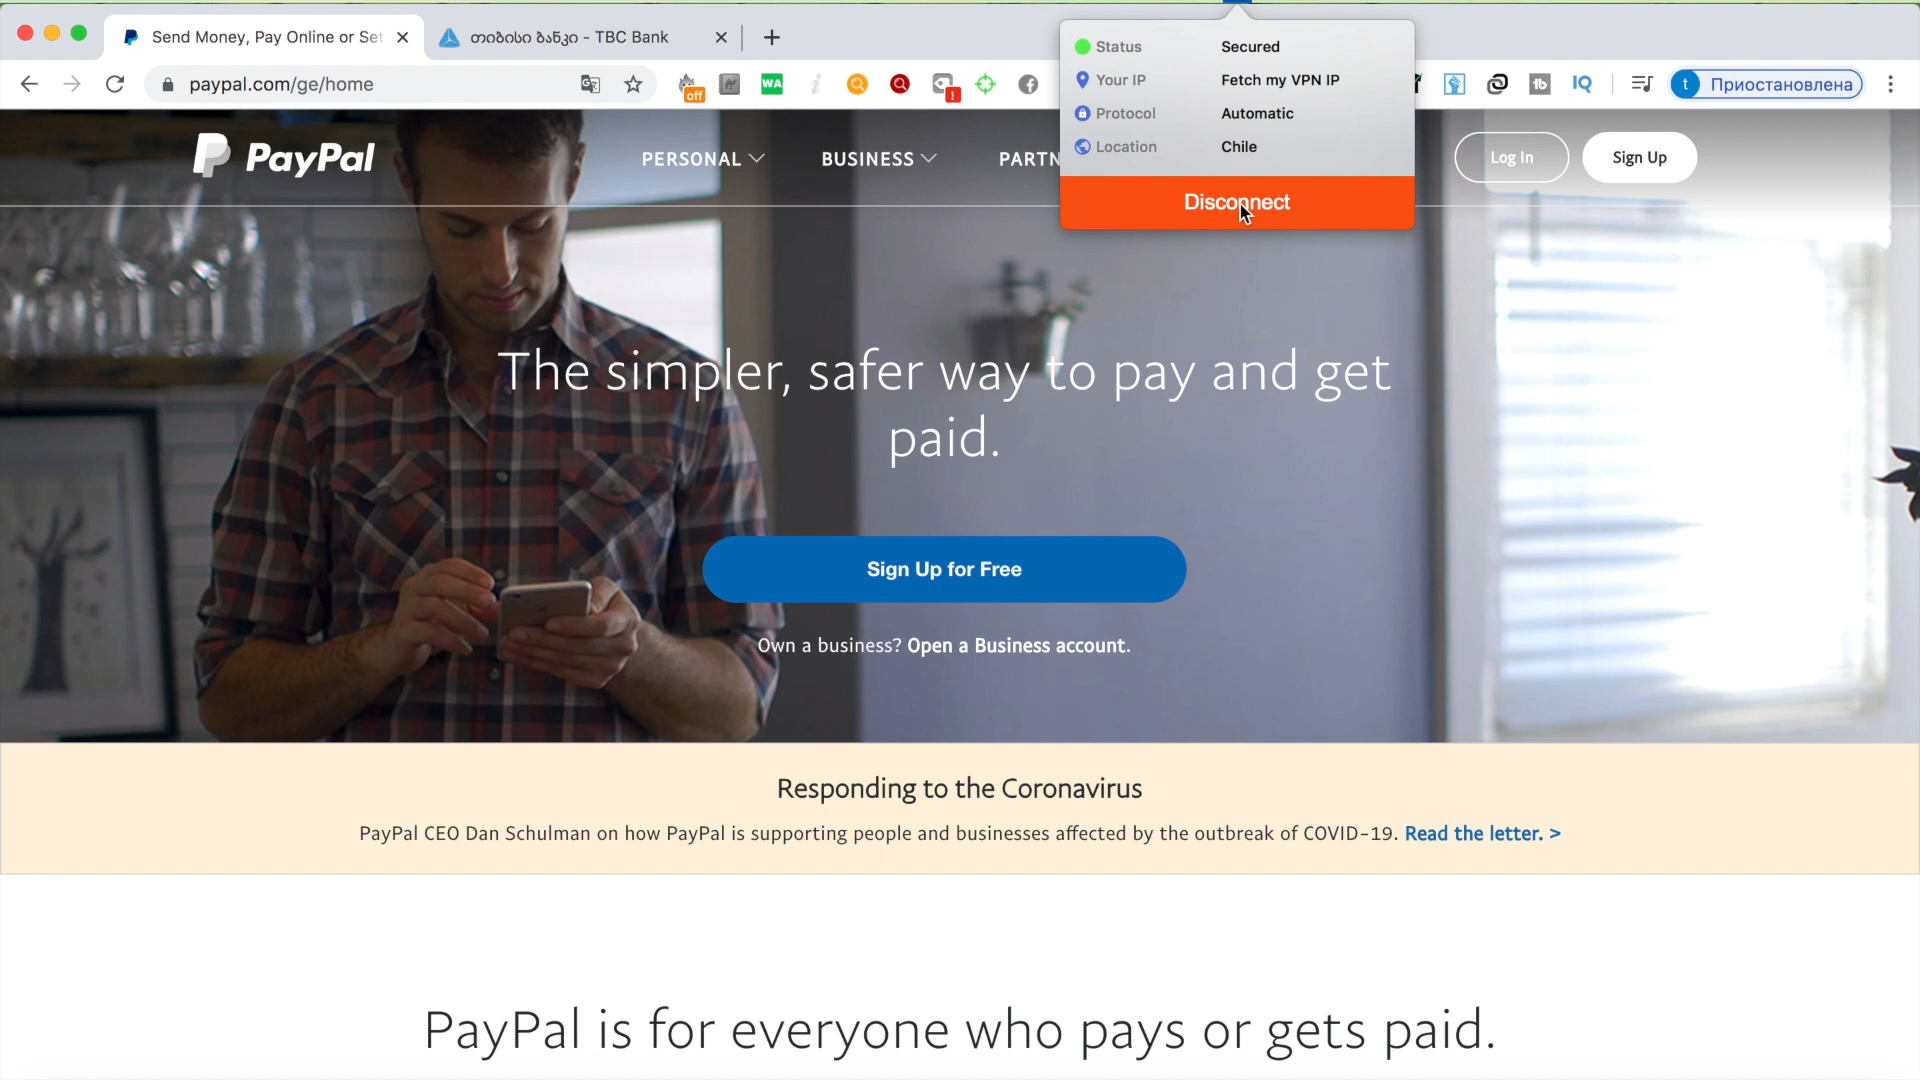 Send Money, Pay Online or Set
თიბისი ბანკი - TBC Bank
Status Secured
Your IP Fetch my VPN IP
Protocol Automatic
Location Chile
Disconnect
paypal.com/ge/home
off
WA
IQ
t Приостановлена
PayPal
PERSONAL
BUSINESS
PARTN
Log In
Sign Up
The simpler, safer way to pay and get
paid.
Sign Up for Free
Own a business? Open a Business account.
Responding to the Coronavirus
PayPal CEO Dan Schulman on how PayPal is supporting people and businesses affected by the outbreak of COVID-19. Read the letter. >
PayPal is for everyone who pays or gets paid.